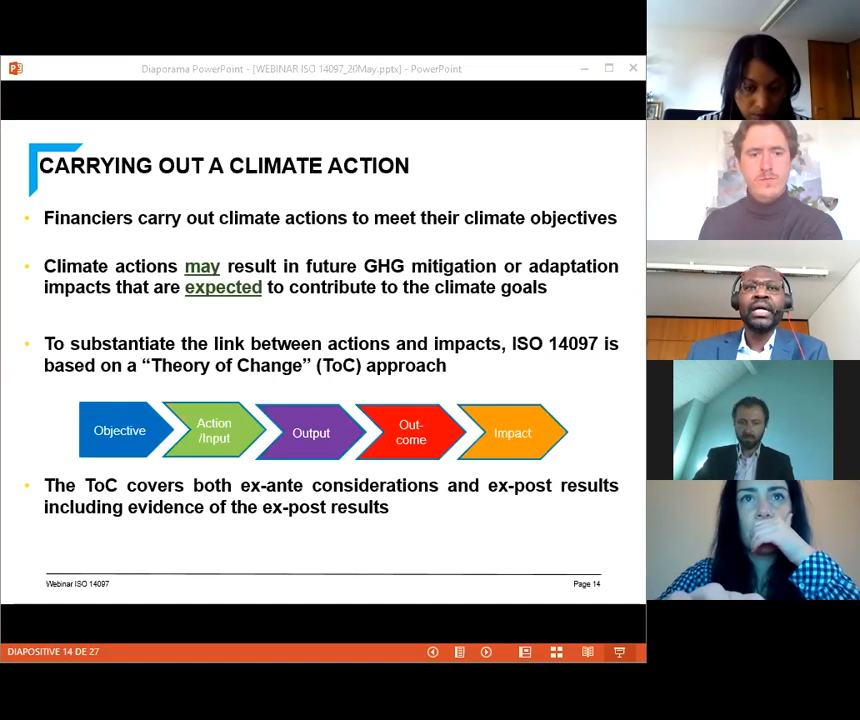 Diaporama PowerPoint - [WEBINAR ISO 14097_20May.pptx] - PowerPoint
CARRYING OUT A CLIMATE ACTION
• Financiers carry out climate actions to meet their climate objectives
• Climate actions may result in future GHG mitigation or adaptation
impacts that are expected to contribute to the climate goals
• To substantiate the link between actions and impacts, ISO 14097 is
based on a “Theory of Change” (ToC) approach
Objective
Action
/Input
Output
Out-
come
Impact
• The ToC covers both ex-ante considerations and ex-post results
including evidence of the ex-post results
Webinar ISO 14097
Page 14
DIAPOSITIVE 14 DE 27